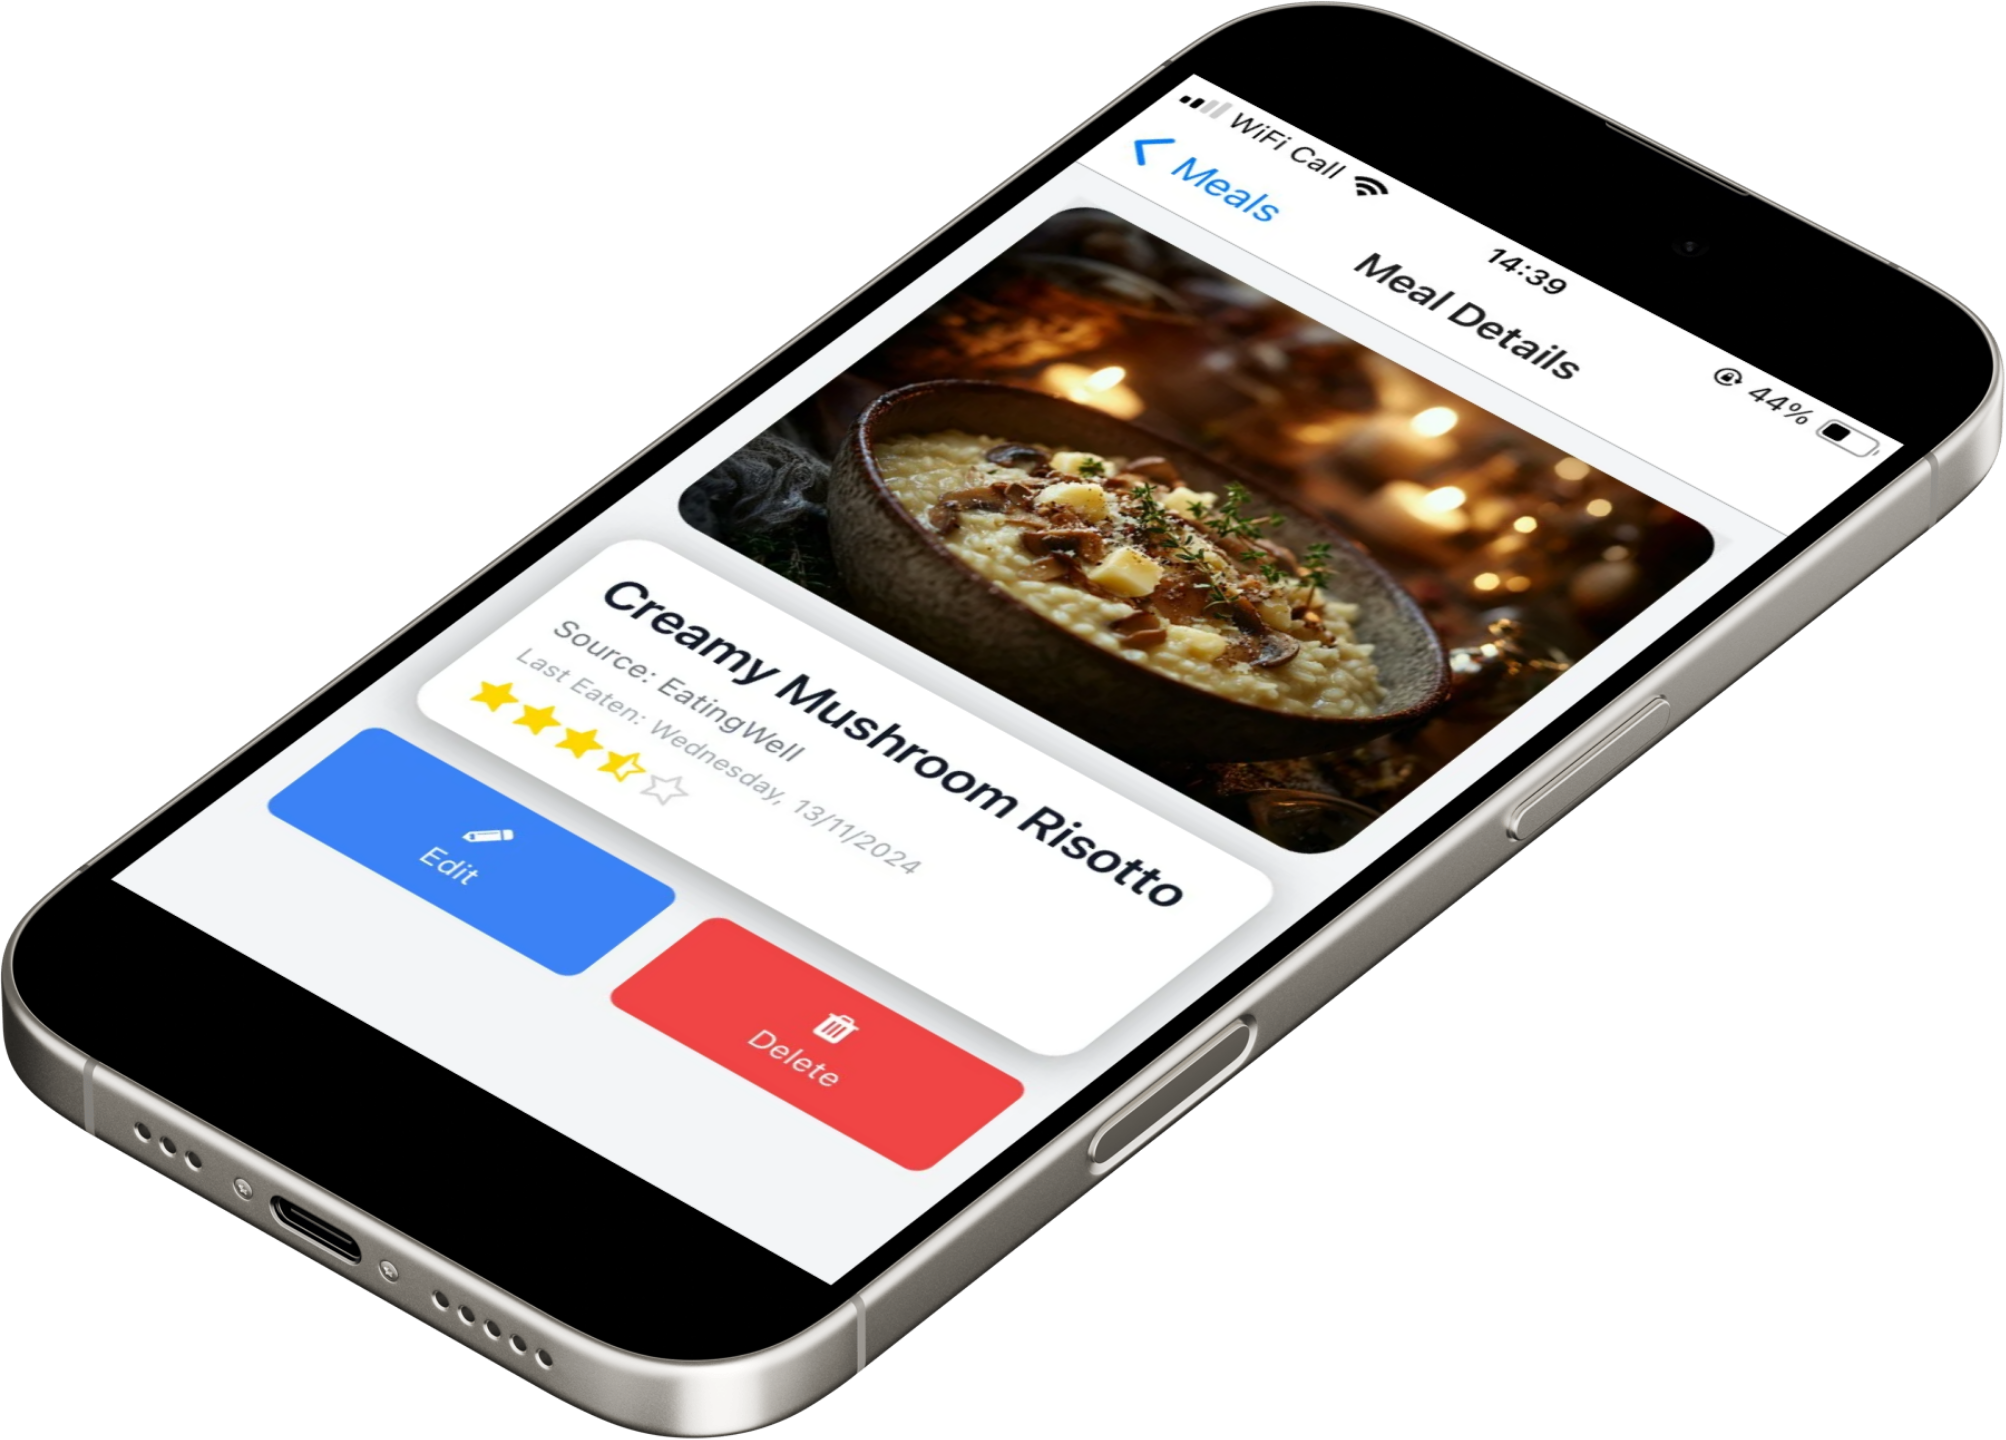 WiFi Call 14:39 44%
Meals Meal Details
Creamy Mushroom Risotto
Source: EatingWell
Last Eaten: Wednesday, 13/11/2024
Edit Delete